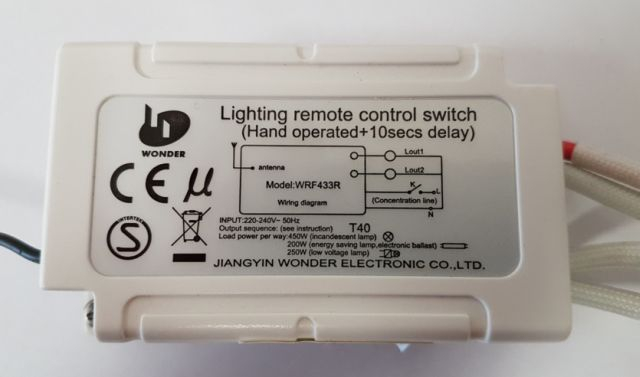 WONDER
Lighting remote control switch
(Hand operated+10secs delay)
CE μ
INTERTEK
S
antenna
Lout1
Lout2
Model:WRF433R
K
L
(Concentration line)
Wiring diagram
N
INPUT:220-240V~ 50Hz
Output sequence: (see instruction) T40
Load power per way:450W (incandescent lamp)
200W (energy saving lamp,electronic ballast)
250W (low voltage lamp)
JIANGYIN WONDER ELECTRONIC CO.,LTD.